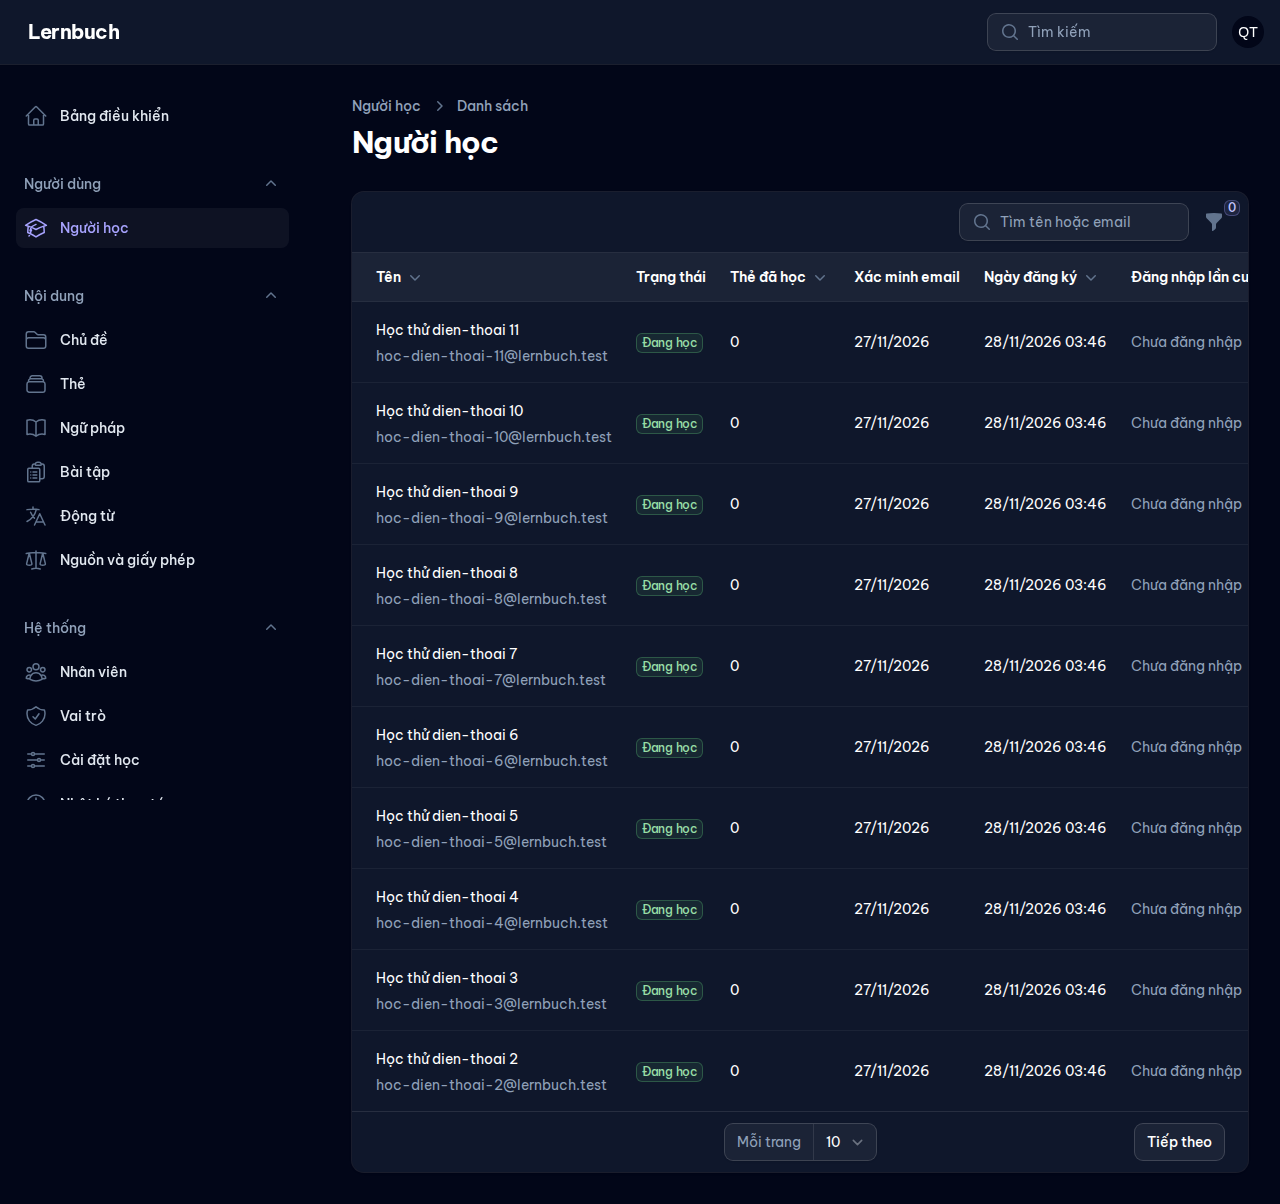 Lernbuch
Tìm kiếm
QT
Bảng điều khiển
Người dùng
Người học
Nội dung
Chủ đề
Thẻ
Ngữ pháp
Bài tập
Động từ
Nguồn và giấy phép
Hệ thống
Nhân viên
Vai trò
Cài đặt học
Người học
Danh sách
Người học
Tìm tên hoặc email
0
Tên Trạng thái Thẻ đã học Xác minh email Ngày đăng ký Đăng nhập lần
Học thử dien-thoai 11
hoc-dien-thoai-11@lernbuch.test
Đang học 0 27/11/2026 28/11/2026 03:46 Chưa đăng nhập
Học thử dien-thoai 10
hoc-dien-thoai-10@lernbuch.test
Đang học 0 27/11/2026 28/11/2026 03:46 Chưa đăng nhập
Học thử dien-thoai 9
hoc-dien-thoai-9@lernbuch.test
Đang học 0 27/11/2026 28/11/2026 03:46 Chưa đăng nhập
Học thử dien-thoai 8
hoc-dien-thoai-8@lernbuch.test
Đang học 0 27/11/2026 28/11/2026 03:46 Chưa đăng nhập
Học thử dien-thoai 7
hoc-dien-thoai-7@lernbuch.test
Đang học 0 27/11/2026 28/11/2026 03:46 Chưa đăng nhập
Học thử dien-thoai 6
hoc-dien-thoai-6@lernbuch.test
Đang học 0 27/11/2026 28/11/2026 03:46 Chưa đăng nhập
Học thử dien-thoai 5
hoc-dien-thoai-5@lernbuch.test
Đang học 0 27/11/2026 28/11/2026 03:46 Chưa đăng nhập
Học thử dien-thoai 4
hoc-dien-thoai-4@lernbuch.test
Đang học 0 27/11/2026 28/11/2026 03:46 Chưa đăng nhập
Học thử dien-thoai 3
hoc-dien-thoai-3@lernbuch.test
Đang học 0 27/11/2026 28/11/2026 03:46 Chưa đăng nhập
Học thử dien-thoai 2
hoc-dien-thoai-2@lernbuch.test
Đang học 0 27/11/2026 28/11/2026 03:46 Chưa đăng nhập
Mỗi trang 10
Tiếp theo